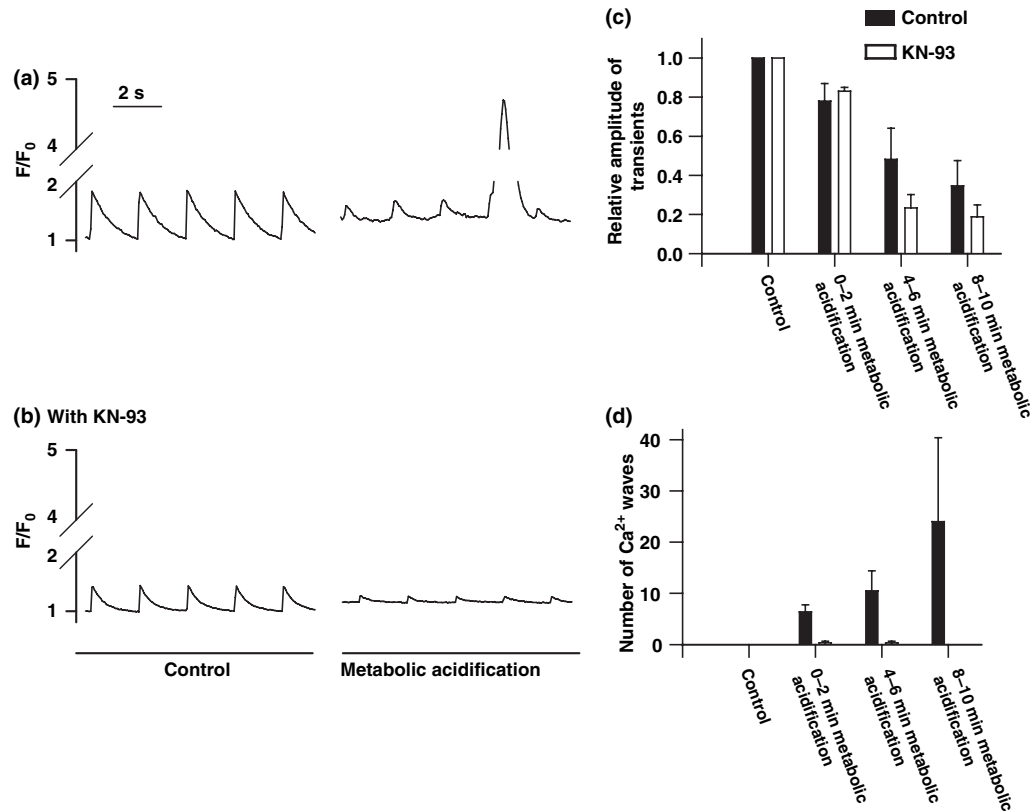 (a)
2 s
5
4
2
1
F/F0
(b) With KN-93
5
4
2
1
F/F0
Control
Metabolic acidification
(c)
Control
KN-93
1.0
0.8
0.6
0.4
0.2
0.0
Relative amplitude of
transients
Control
0–2 min metabolic
acidification
4–6 min metabolic
acidification
8–10 min metabolic
acidification
(d)
40
30
20
10
0
Number of Ca2+ waves
Control
0–2 min metabolic
acidification
4–6 min metabolic
acidification
8–10 min metabolic
acidification